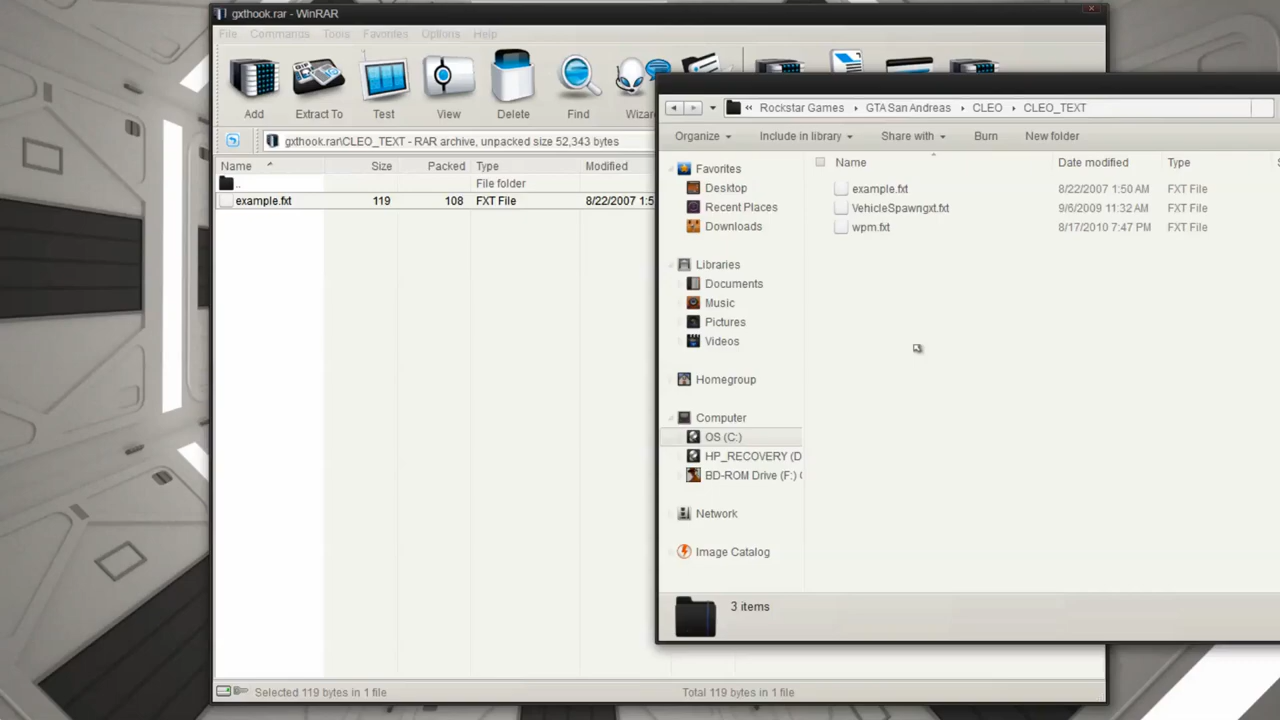 gxthook.rar - WinRAR
File Commands Tools Favorites Options Help
Add Extract To Test View Delete Find
gxthook.rar\CLEO_TEXT - RAR archive, unpacked size 52,343 bytes
Name Size Packed Type Modified
.. File folder
example.fxt 119 108 FXT File 8/22/2007 1:5
Selected 119 bytes in 1 file
Total 119 bytes in 1 file
Rockstar Games GTA San Andreas CLEO CLEO_TEXT
Organize Include in library Share with Burn New folder
Favorites
Desktop
Recent Places
Downloads
Libraries
Documents
Music
Pictures
Videos
Homegroup
Computer
OS (C:)
HP_RECOVERY (D
BD-ROM Drive (F:)
Network
Image Catalog
Name Date modified Type
example.fxt 8/22/2007 1:50 AM FXT File
VehicleSpawngxt.fxt 9/6/2009 11:32 AM FXT File
wpm.fxt 8/17/2010 7:47 PM FXT File
3 items